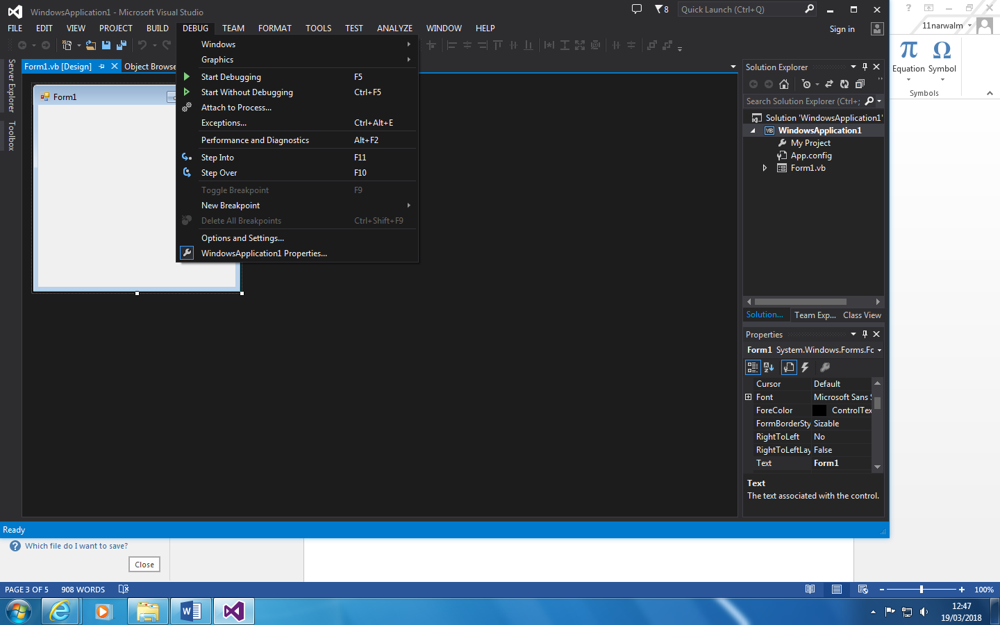 WindowsApplication1 - Microsoft Visual Studio
8
Quick Launch (Ctrl+Q)
FILE EDIT VIEW PROJECT BUILD DEBUG TEAM FORMAT TOOLS TEST ANALYZE WINDOW HELP
Sign in
11narwalm
Form1.vb [Design]
Object Browse
Server Explorer
Toolbox
Form1
Windows
Graphics
Start Debugging F5
Start Without Debugging Ctrl+F5
Attach to Process...
Exceptions... Ctrl+Alt+E
Performance and Diagnostics Alt+F2
Step Into F11
Step Over F10
Toggle Breakpoint F9
New Breakpoint
Delete All Breakpoints Ctrl+Shift+F9
Options and Settings...
WindowsApplication1 Properties...
Solution Explorer
Search Solution Explorer (Ctrl+;
Solution 'WindowsApplication1'
VB WindowsApplication1
My Project
App.config
Form1.vb
Solution... Team Exp... Class View
Properties
Form1 System.Windows.Forms.Fc
Cursor Default
Font Microsoft Sans S
ForeColor ControlTex
FormBorderSty Sizable
RightToLeft No
RightToLeftLay False
Text Form1
Text
The text associated with the control.
π Ω
Equation Symbol
Symbols
Ready
Which file do I want to save?
Close
PAGE 3 OF 5 908 WORDS
100%
12:47
19/03/2018